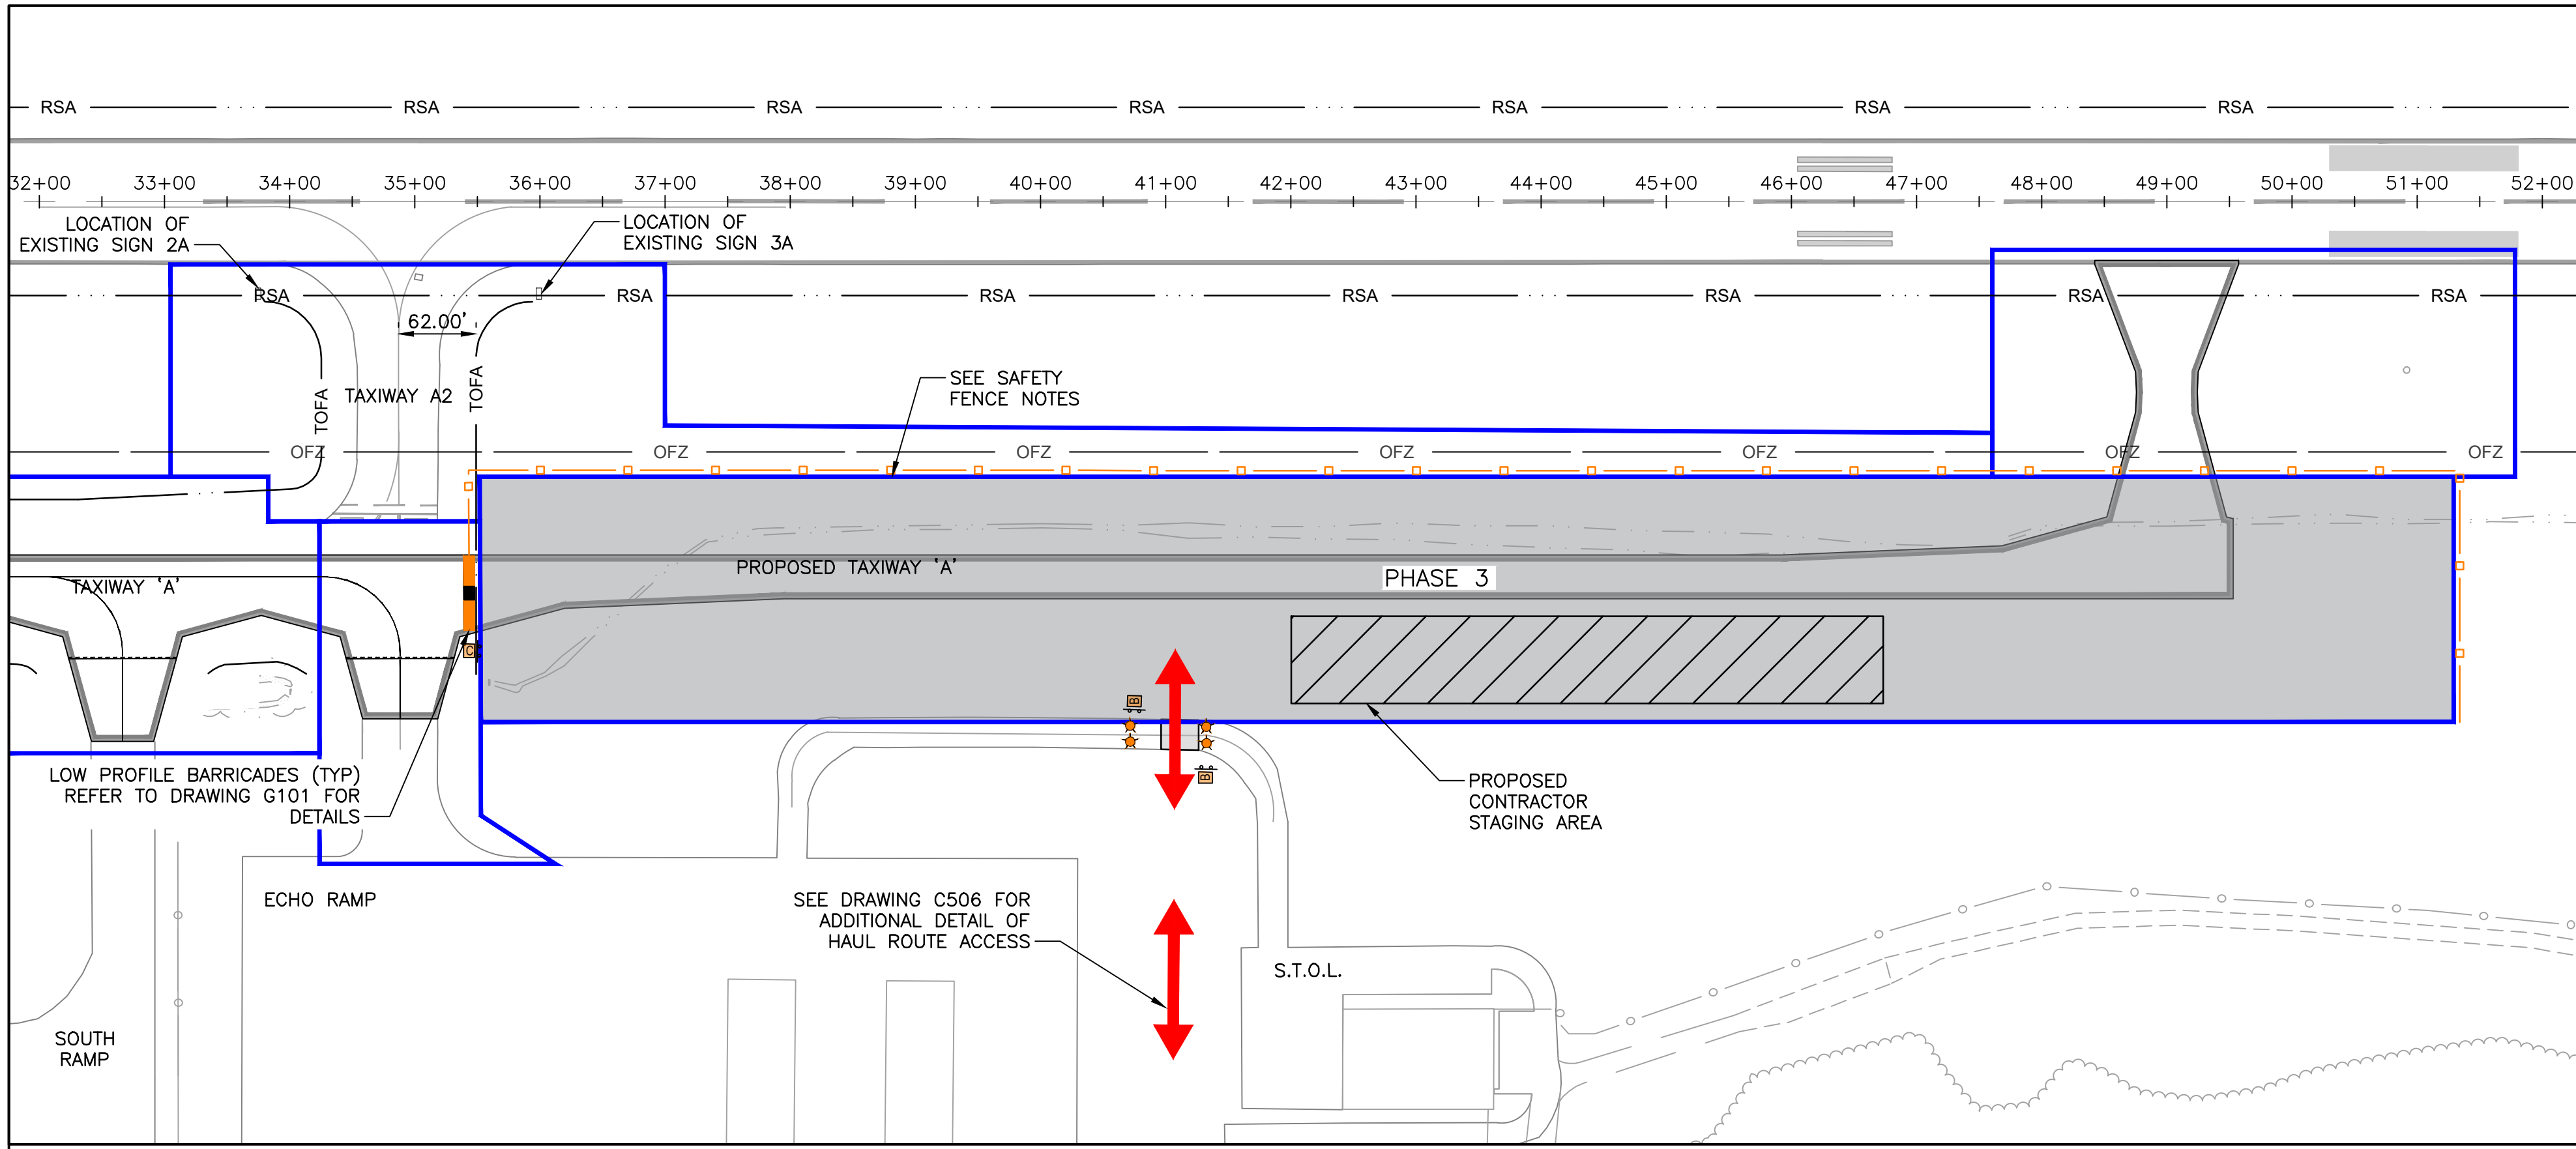 RSA RSA RSA RSA RSA RSA RSA
32+00 33+00 34+00 35+00 36+00 37+00 38+00 39+00 40+00 41+00 42+00 43+00 44+00 45+00 46+00 47+00 48+00 49+00 50+00 51+00 52+00
LOCATION OF
EXISTING SIGN 2A
LOCATION OF
EXISTING SIGN 3A
RSA RSA RSA RSA RSA RSA RSA
62.00'
TOFA
TOFA
TAXIWAY A2
SEE SAFETY
FENCE NOTES
OFZ OFZ OFZ OFZ OFZ OFZ OFZ
TAXIWAY 'A'
PROPOSED TAXIWAY 'A'
PHASE 3
C
B
B
LOW PROFILE BARRICADES (TYP)
REFER TO DRAWING G101 FOR
DETAILS
PROPOSED
CONTRACTOR
STAGING AREA
ECHO RAMP
SEE DRAWING C506 FOR
ADDITIONAL DETAIL OF
HAUL ROUTE ACCESS
S.T.O.L.
SOUTH
RAMP